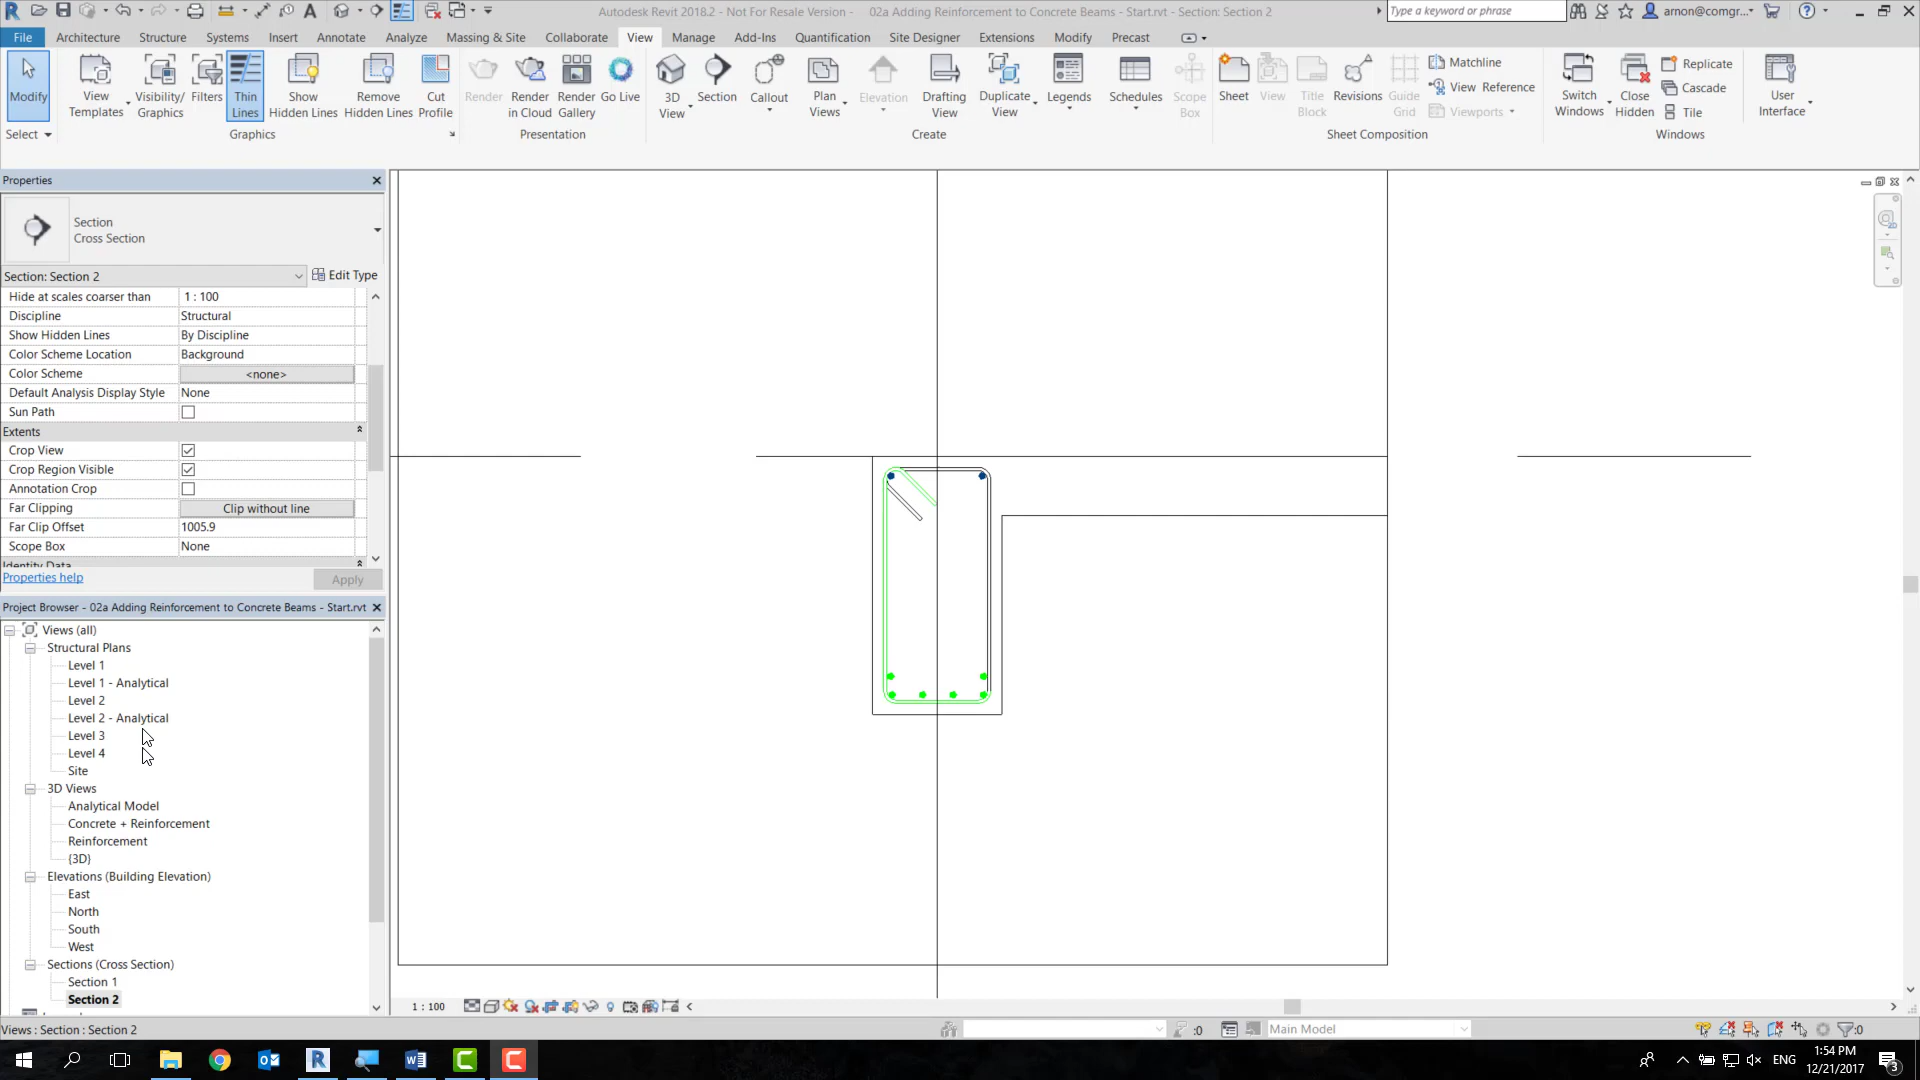 Autodesk Revit 2018.2 - Not For Resale Version - 02a Adding Reinforcement to Concrete Beams - Start.rvt - Section: Section 2
Type a keyword or phrase
arnon@comgr...
File Architecture Structure Systems Insert Annotate Analyze Massing & Site Collaborate View Manage Add-Ins Quantification Site Designer Extensions Modify Precast
Modify
View Templates
Visibility/ Graphics
Filters
Thin Lines
Show Hidden Lines
Remove Hidden Lines
Cut Profile
Render
Render in Cloud
Render Gallery
Go Live
3D View
Section
Callout
Plan Views
Elevation
Drafting View
Duplicate View
Legends
Schedules
Scope Box
Sheet
View
Title Block
Revisions
Guide Grid
Matchline
View Reference
Viewports
Switch Windows
Close Hidden
Replicate
Cascade
Tile
User Interface
Select Graphics Presentation Create Sheet Composition Windows
Properties
Section
Cross Section
Section: Section 2 Edit Type
Hide at scales coarser than 1 : 100
Discipline Structural
Show Hidden Lines By Discipline
Color Scheme Location Background
Color Scheme <none>
Default Analysis Display Style None
Sun Path
Extents
Crop View
Crop Region Visible
Annotation Crop
Far Clipping Clip without line
Far Clip Offset 1005.9
Scope Box None
Identity Data
Properties help Apply
Project Browser - 02a Adding Reinforcement to Concrete Beams - Start.rvt
Views (all)
Structural Plans
Level 1
Level 1 - Analytical
Level 2
Level 2 - Analytical
Level 3
Level 4
Site
3D Views
Analytical Model
Concrete + Reinforcement
Reinforcement
{3D}
Elevations (Building Elevation)
East
North
South
West
Sections (Cross Section)
Section 1
Section 2
1 : 100
Views : Section : Section 2
:0
Main Model
:0
ENG
1:54 PM
12/21/2017
3